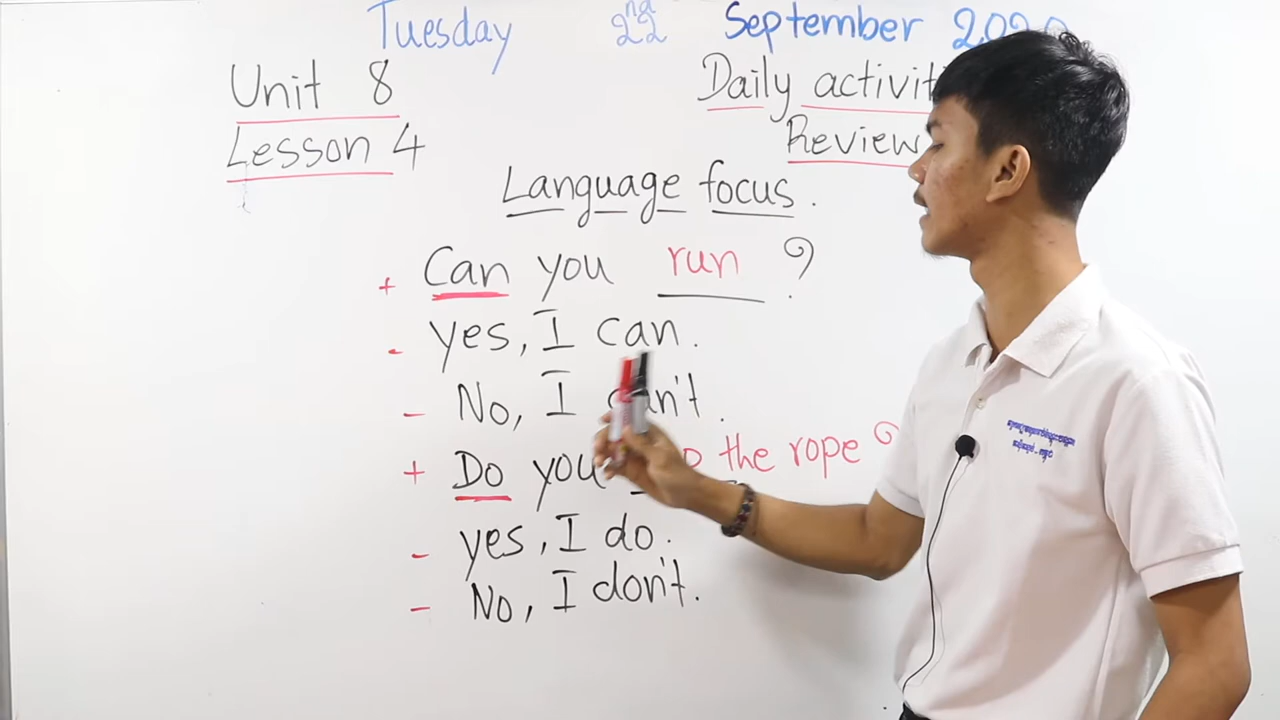 Tuesday 22nd September
Unit 8
Daily
Lesson 4
Review
Language focus.
+ Can you run ?
- yes, I can.
- No, I
+ Do you the rope ?
- yes, I do.
- No, I don't.